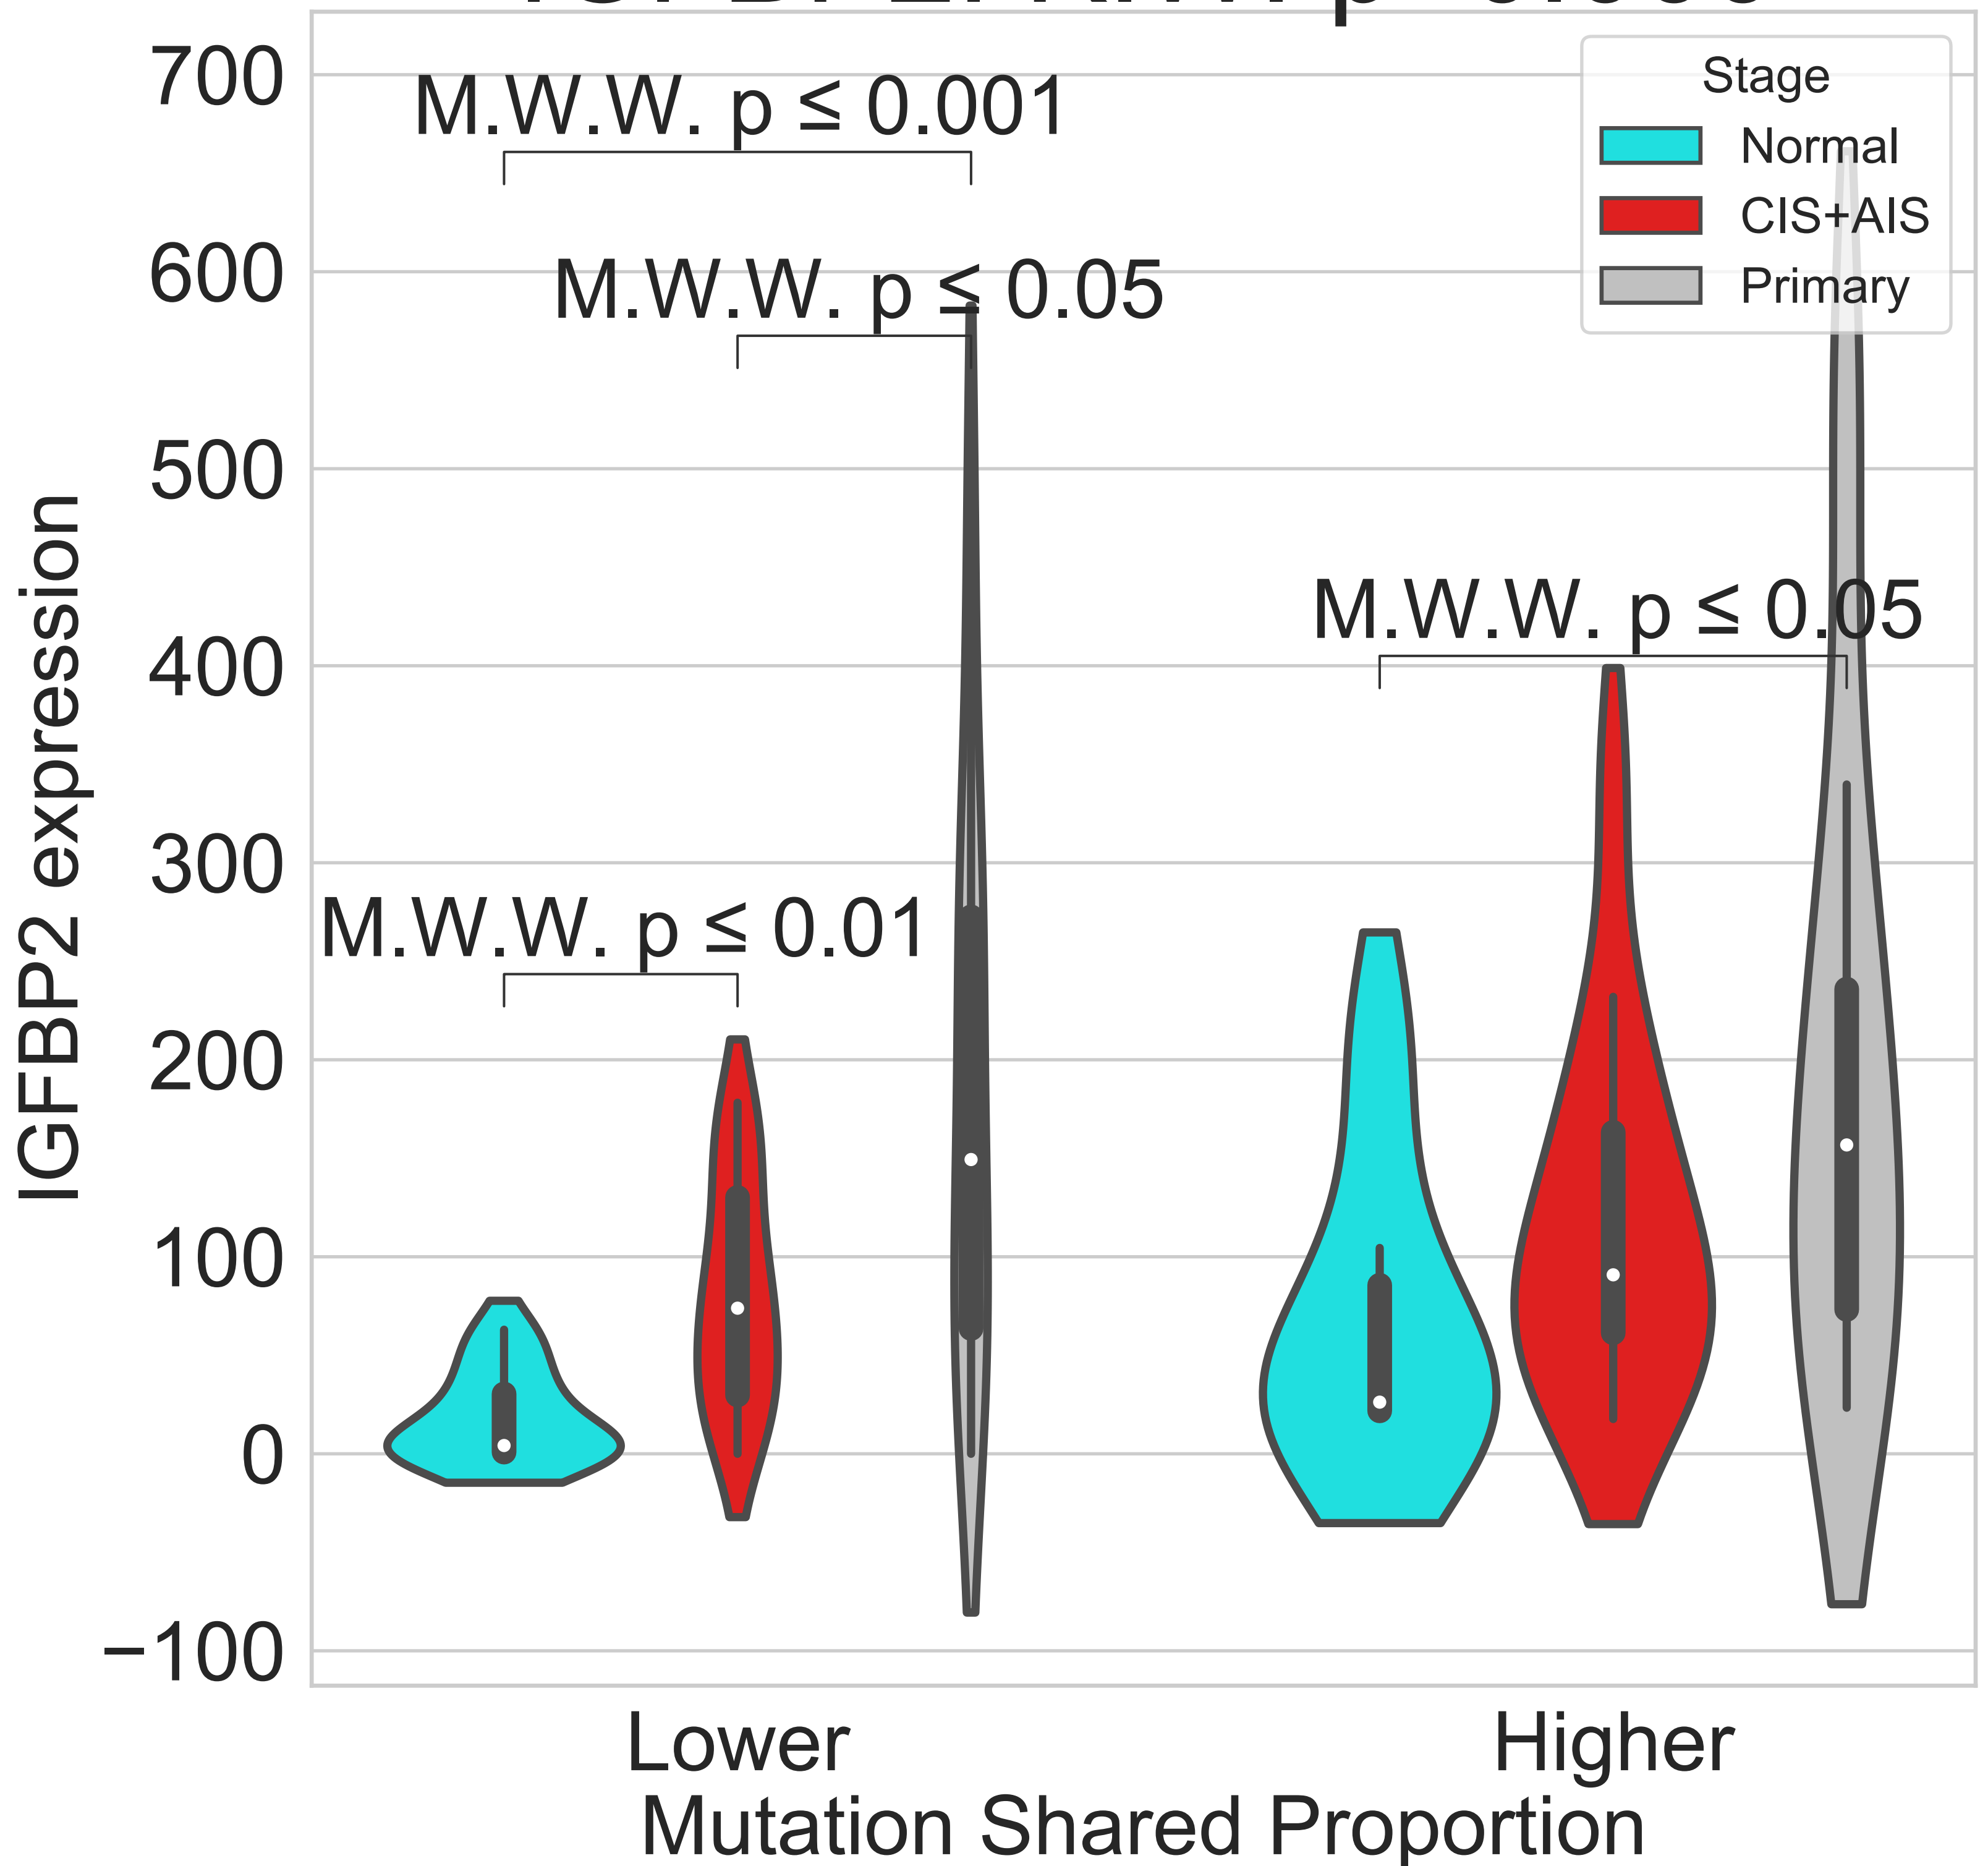 M.W.W. p ≤ 0.001
M.W.W. p ≤ 0.05
M.W.W. p ≤ 0.05
M.W.W. p ≤ 0.01
Stage
Normal
CIS+AIS
Primary
700
600
500
400
300
200
100
0
−100
IGFBP2 expression
Lower
Higher
Mutation Shared Proportion